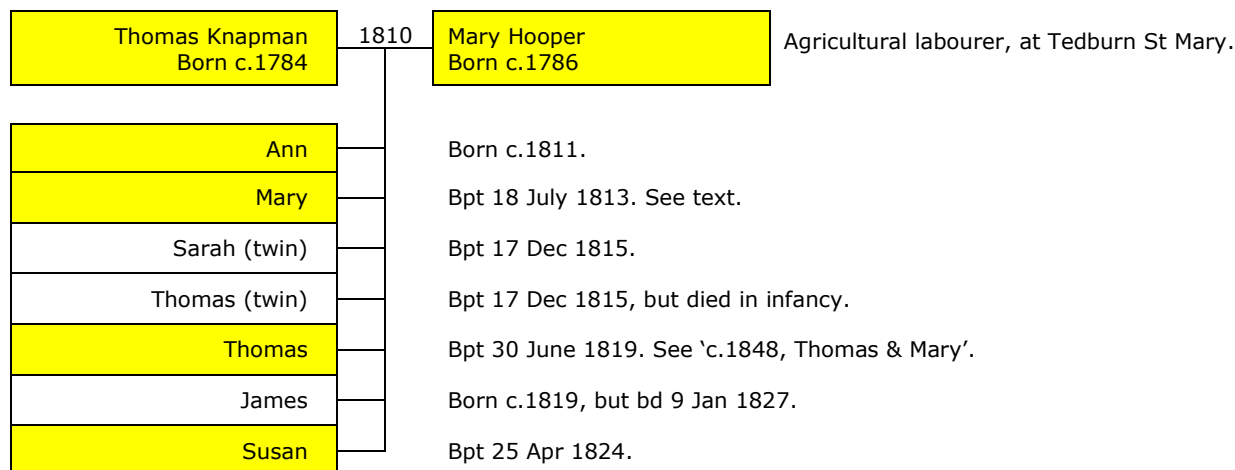 Thomas Knapman
Born c.1784
1810
Mary Hooper
Born c.1786
Agricultural labourer, at Tedburn St Mary.
Ann
Born c.1811.
Mary
Bpt 18 July 1813. See text.
Sarah (twin)
Bpt 17 Dec 1815.
Thomas (twin)
Bpt 17 Dec 1815, but died in infancy.
Thomas
Bpt 30 June 1819. See ‘c.1848, Thomas & Mary’.
James
Born c.1819, but bd 9 Jan 1827.
Susan
Bpt 25 Apr 1824.